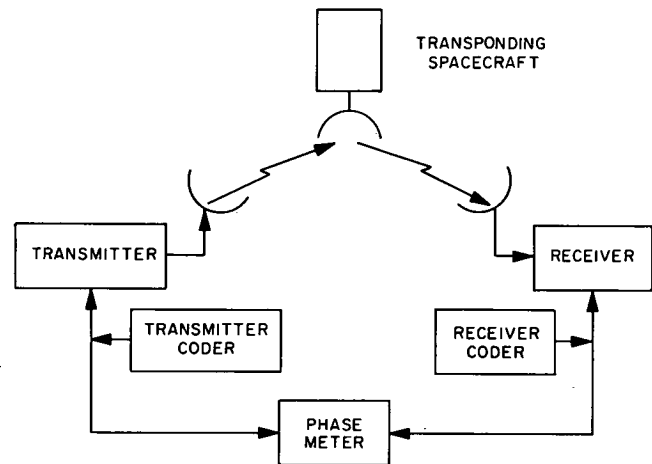 TRANSPONDING
SPACECRAFT
TRANSMITTER
RECEIVER
TRANSMITTER
CODER
RECEIVER
CODER
PHASE
METER